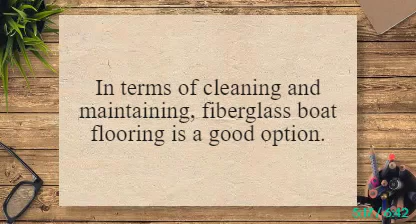 In terms of cleaning and
maintaining, fiberglass boat
flooring is a good option.